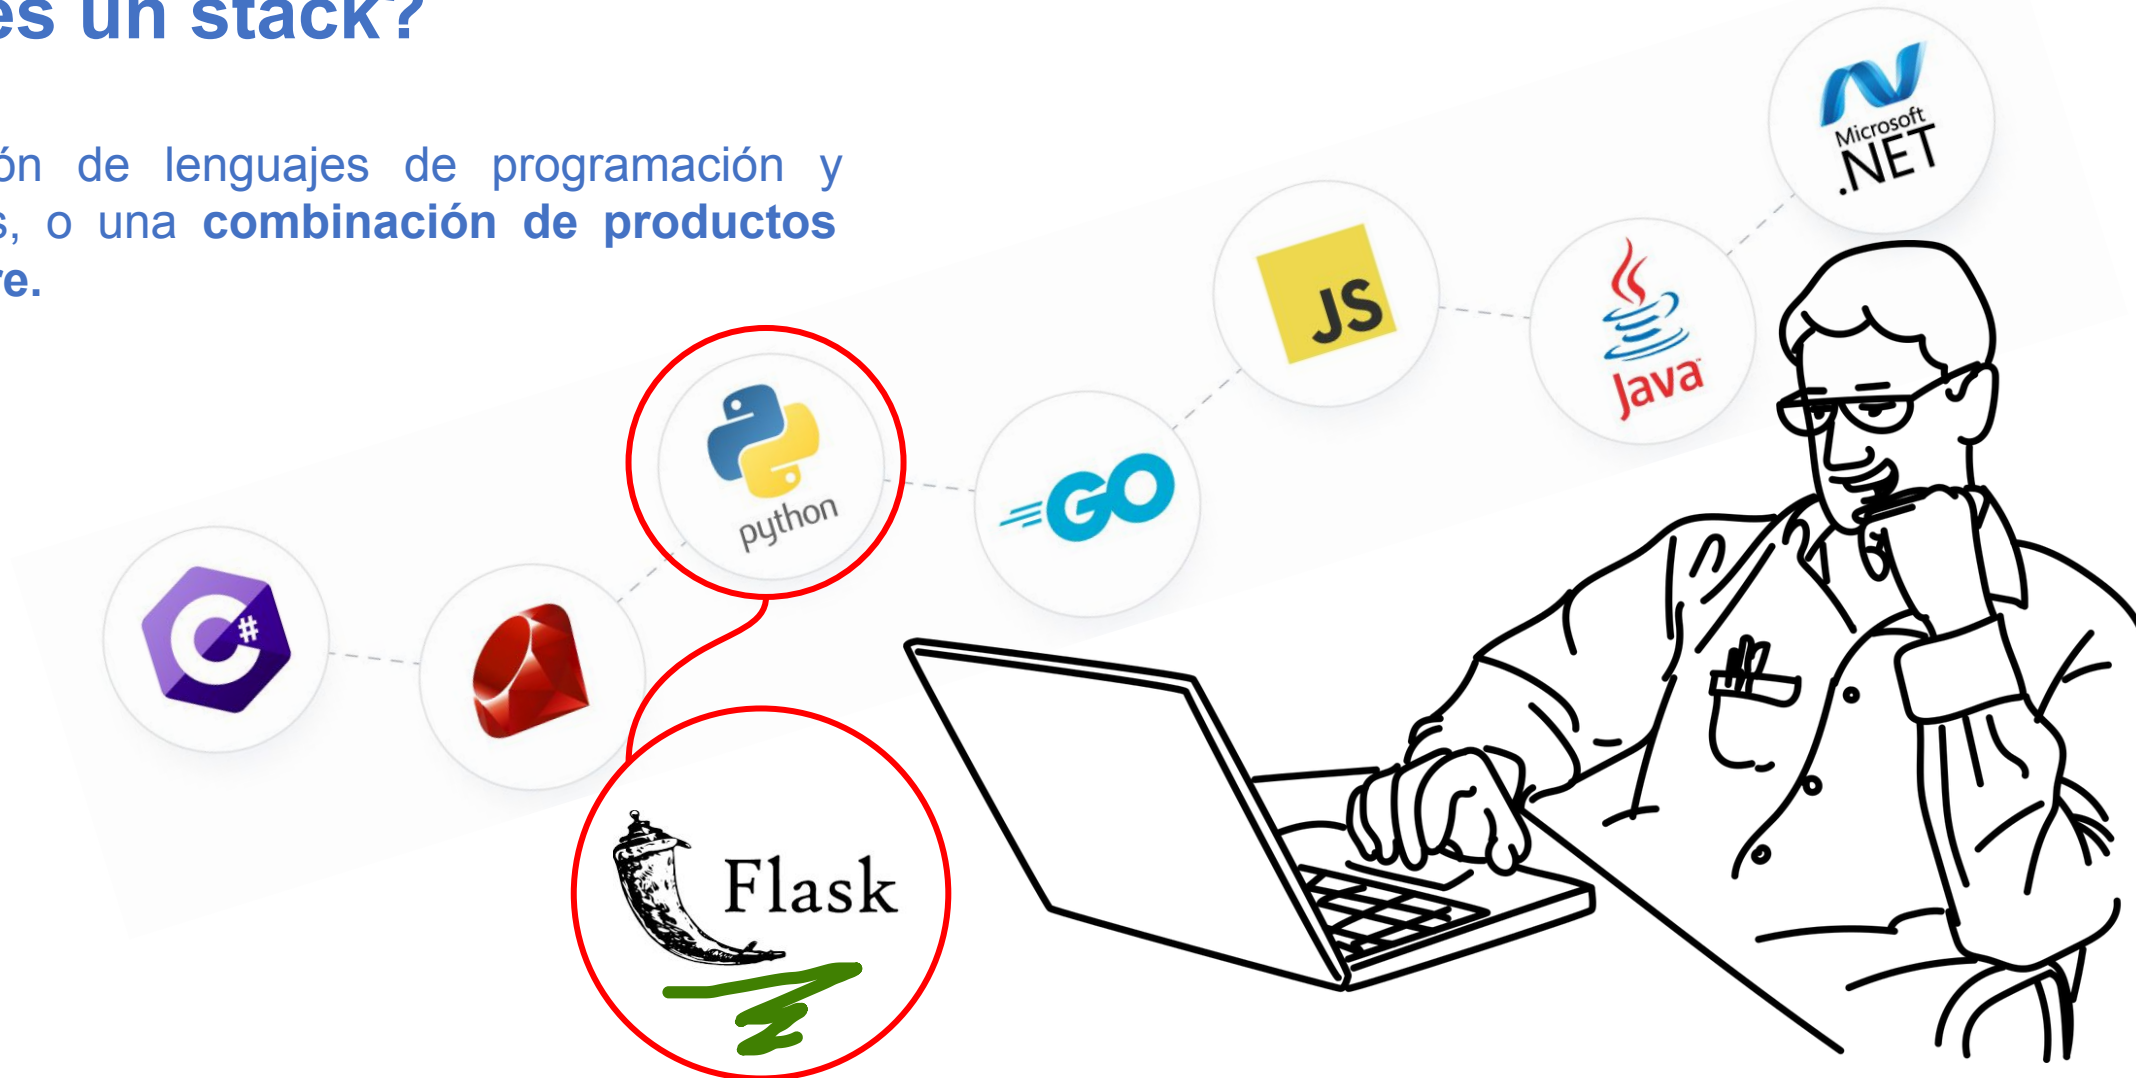 es un stack?
ón de lenguajes de programación y
s, o una combinación de productos
re.
Microsoft
.NET
JS
Java
python
GO
C#
Flask